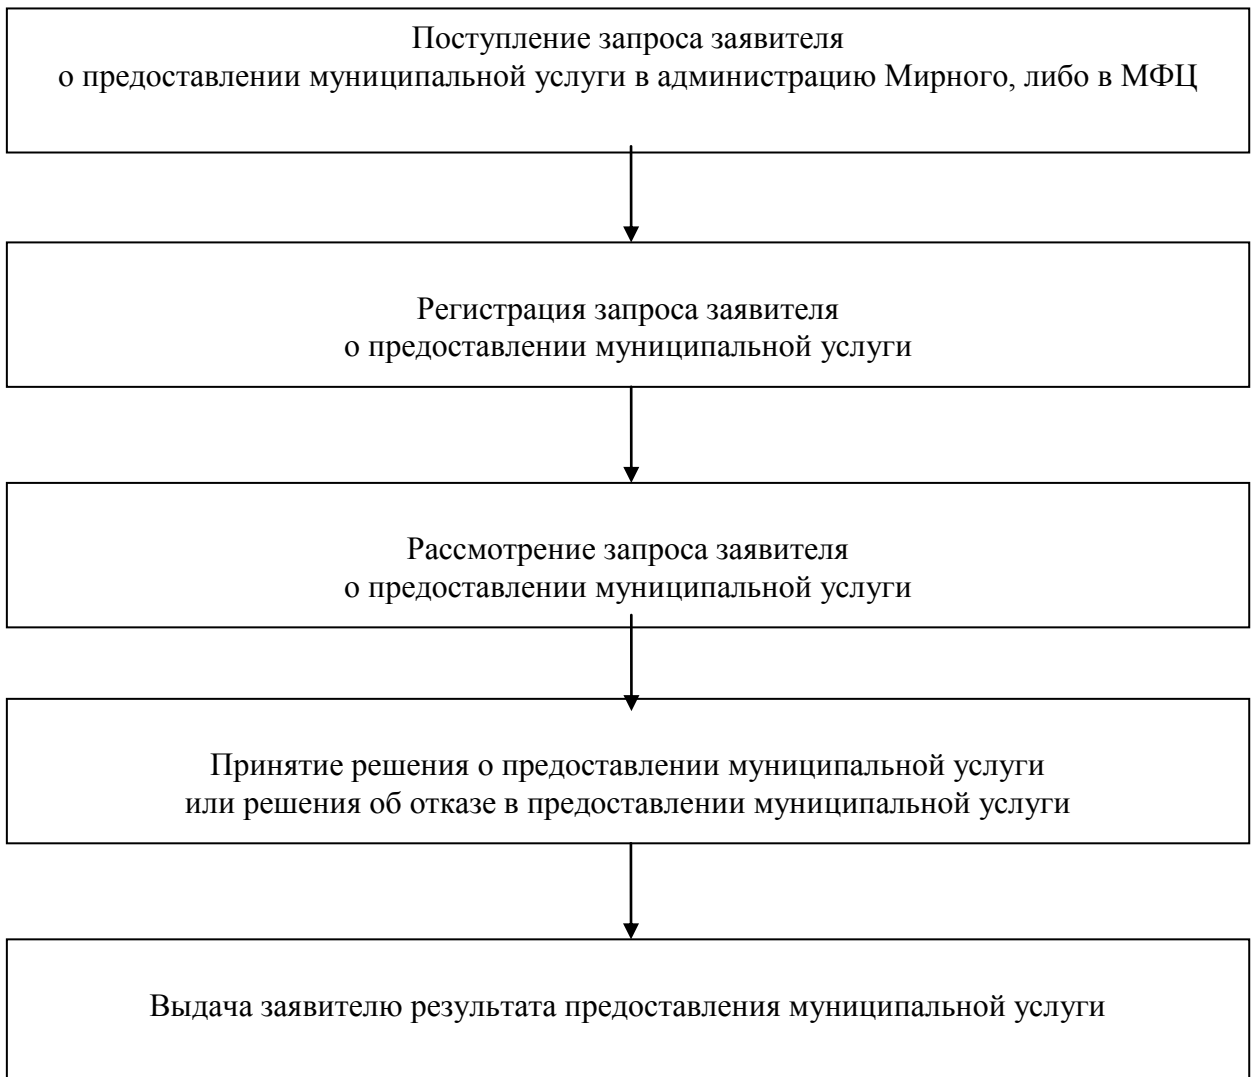 Поступление запроса заявителя
о предоставлении муниципальной услуги в администрацию Мирного, либо в МФЦ
Регистрация запроса заявителя
о предоставлении муниципальной услуги
Рассмотрение запроса заявителя
о предоставлении муниципальной услуги
Принятие решения о предоставлении муниципальной услуги
или решения об отказе в предоставлении муниципальной услуги
Выдача заявителю результата предоставления муниципальной услуги